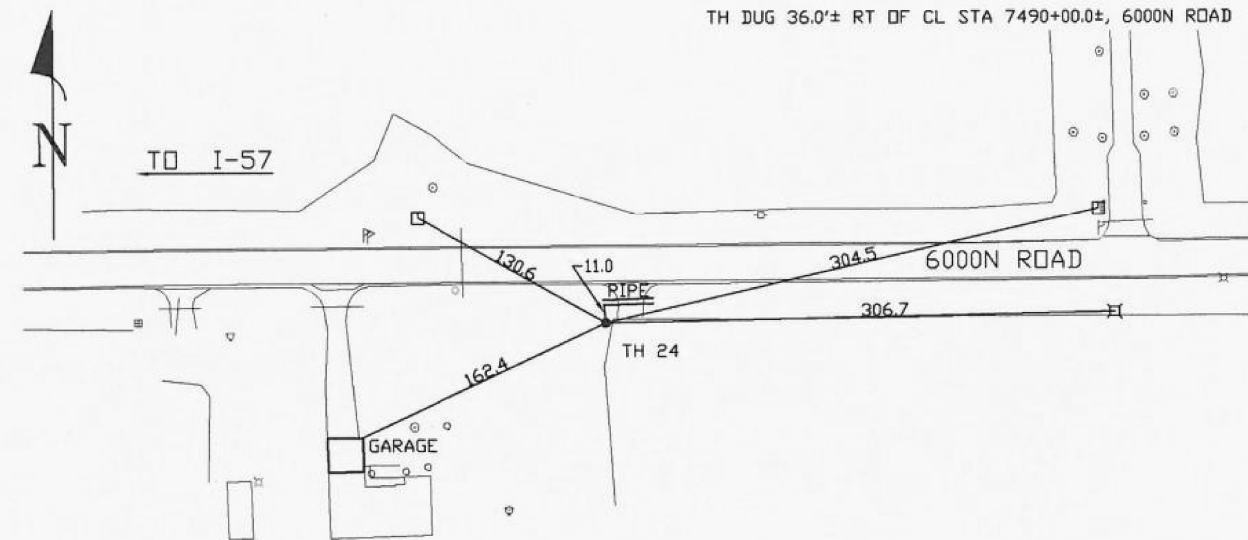 TH DUG 36.0'± RT OF CL STA 7490+00.0±, 6000N ROAD
N
TO I-57
130.6
11.0
RIPE
304.5
6000N ROAD
306.7
TH 24
162.4
GARAGE